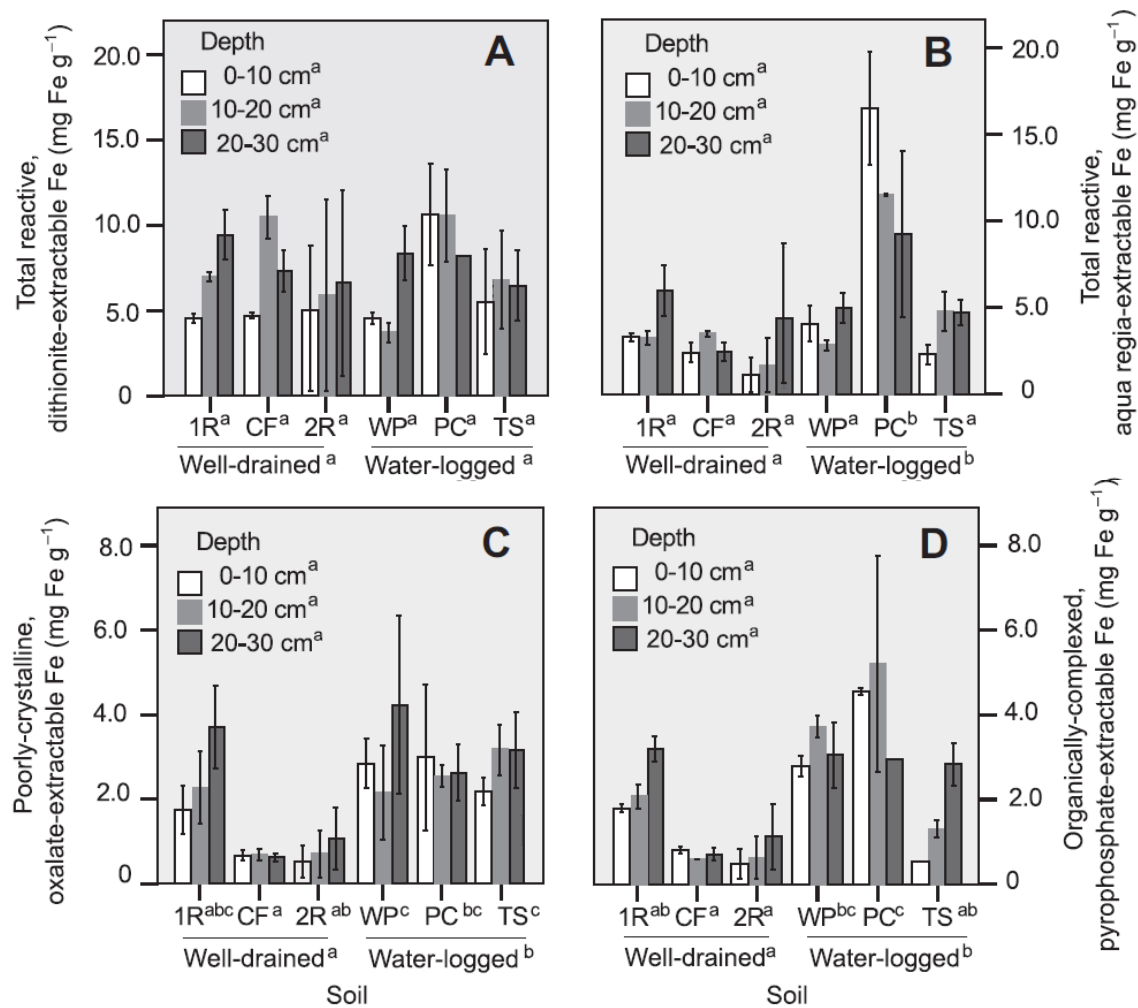 Total reactive,
dithionite-extractable Fe (mg Fe g⁻¹)
20.0
15.0
10.0
5.0
0
Depth
0-10 cmᵃ
10-20 cmᵃ
20-30 cmᵃ
A
1Rᵃ CFᵃ 2Rᵃ WPᵃ PCᵃ TSᵃ
Well-drained ᵃ Water-logged ᵃ
Depth
0-10 cmᵃ
10-20 cmᵃ
20-30 cmᵃ
B
20.0
15.0
10.0
5.0
0
Total reactive,
aqua regia-extractable Fe (mg Fe g⁻¹)
1Rᵃ CFᵃ 2Rᵃ WPᵃ PCᵇ TSᵃ
Well-drained ᵃ Water-logged ᵇ
Poorly-crystalline,
oxalate-extractable Fe (mg Fe g⁻¹)
8.0
6.0
4.0
2.0
0
Depth
0-10 cmᵃ
10-20 cmᵃ
20-30 cmᵃ
C
1Rᵃᵇᶜ CFᵃ 2Rᵃᵇ WPᶜ PC ᵇᶜ TSᶜ
Well-drainedᵃ Water-logged ᵇ
Soil
Depth
0-10 cmᵃ
10-20 cmᵃ
20-30 cmᵃ
D
8.0
6.0
4.0
2.0
0
Organically-complexed,
pyrophosphate-extractable Fe (mg Fe g⁻¹)
1Rᵃᵇ CFᵃ 2Rᵃ WPᵇᶜ PCᶜ TS ᵃᵇ
Well-drainedᵃ Water-logged ᵇ
Soil